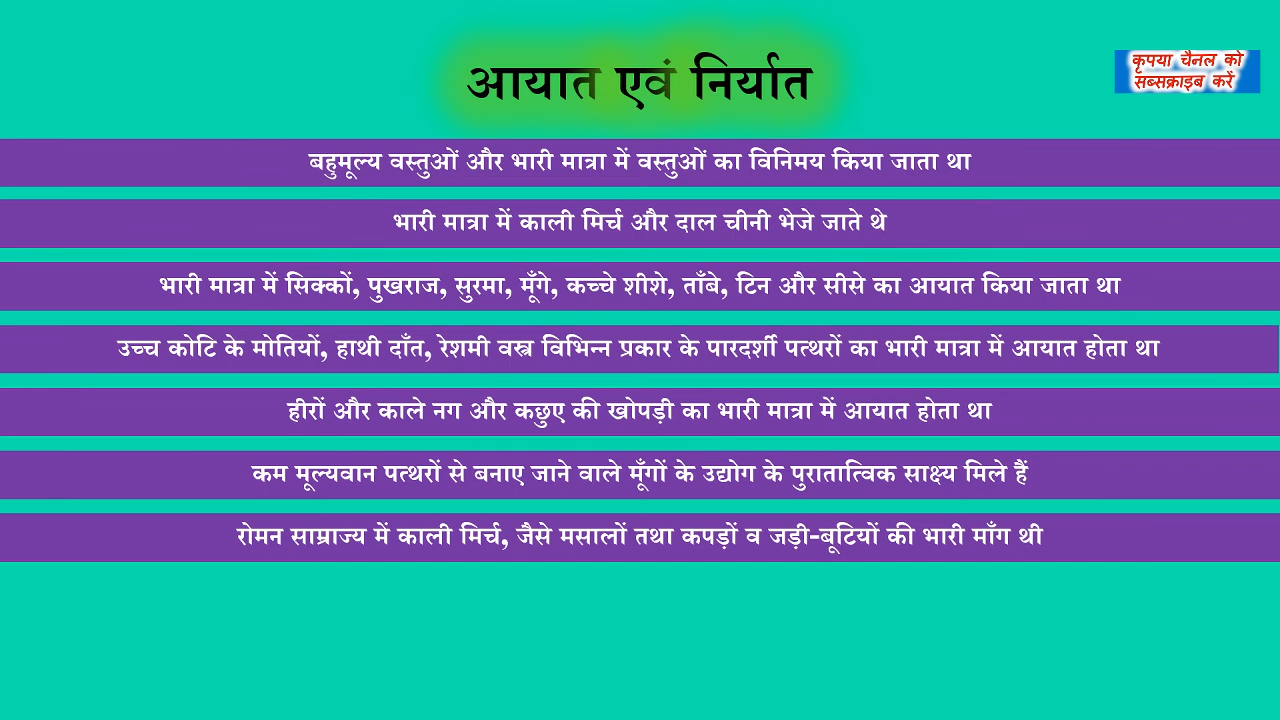 आयात एवं निर्यात
कृपया चैनल को
सब्सक्राइब करें
बहुमूल्य वस्तुओं और भारी मात्रा में वस्तुओं का विनिमय किया जाता था
भारी मात्रा में काली मिर्च और दाल चीनी भेजे जाते थे
भारी मात्रा में सिक्कों, पुखराज, सुरमा, मूँगे, कच्चे शीशे, ताँबे, टिन और सीसे का आयात किया जाता था
उच्च कोटि के मोतियों, हाथी दाँत, रेशमी वस्त्र विभिन्न प्रकार के पारदर्शी पत्थरों का भारी मात्रा में आयात होता था
हीरों और काले नग और कछुए की खोपड़ी का भारी मात्रा में आयात होता था
कम मूल्यवान पत्थरों से बनाए जाने वाले मूँगों के उद्योग के पुरातात्विक साक्ष्य मिले हैं
रोमन साम्राज्य में काली मिर्च, जैसे मसालों तथा कपड़ों व जड़ी-बूटियों की भारी माँग थी